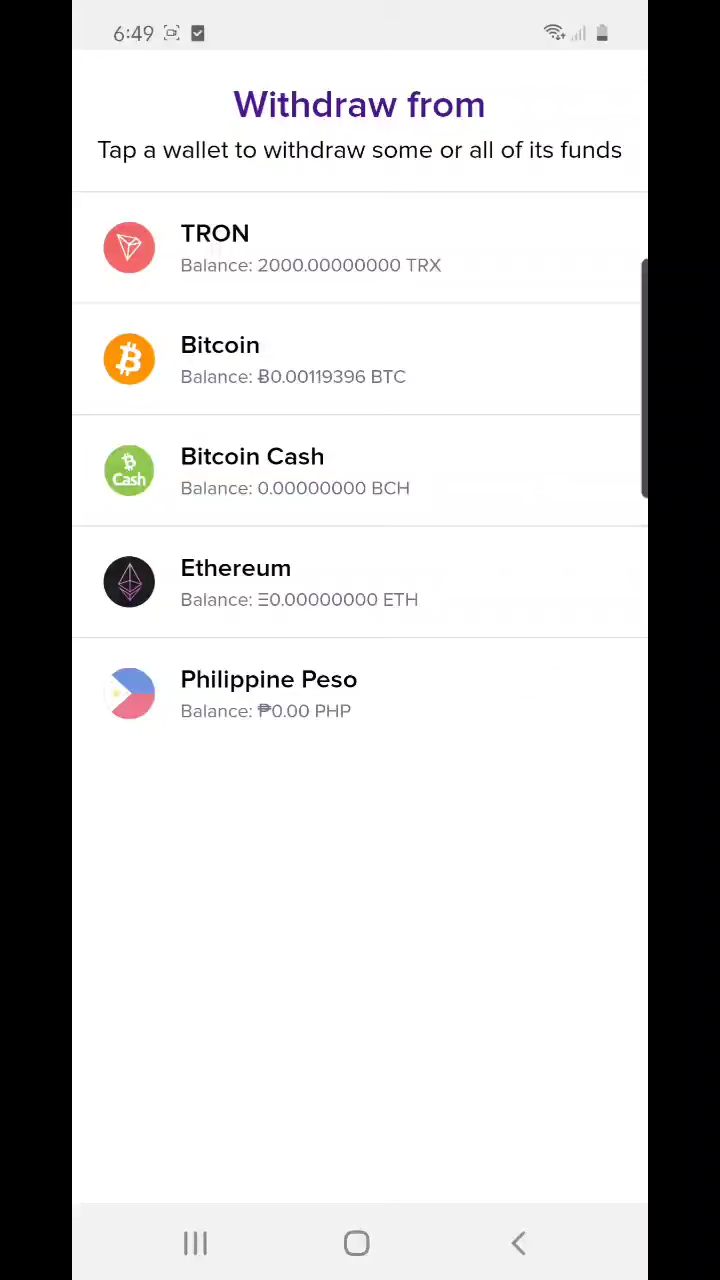 6:49
Withdraw from
Tap a wallet to withdraw some or all of its funds
TRON
Balance: 2000.00000000 TRX
Bitcoin
Balance: Ƀ0.00119396 BTC
Bitcoin Cash
Cash
Balance: 0.00000000 BCH
Ethereum
Balance: Ξ0.00000000 ETH
Philippine Peso
Balance: ₱0.00 PHP